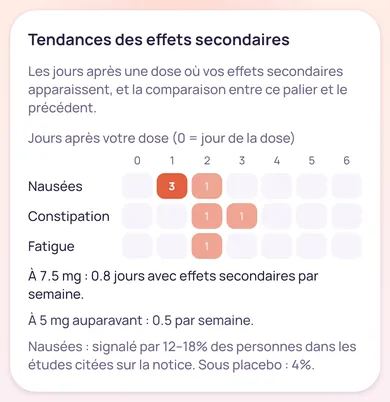 Tendances des effets secondaires
Les jours après une dose où vos effets secondaires
apparaissent, et la comparaison entre ce palier et le
précédent.
Jours après votre dose (0 = jour de la dose)
0 1 2 3 4 5 6
Nausées 3 1
Constipation 1 1
Fatigue 1
À 7.5 mg : 0.8 jours avec effets secondaires par
semaine.
À 5 mg auparavant : 0.5 par semaine.
Nausées : signalé par 12–18% des personnes dans les
études citées sur la notice. Sous placebo : 4%.